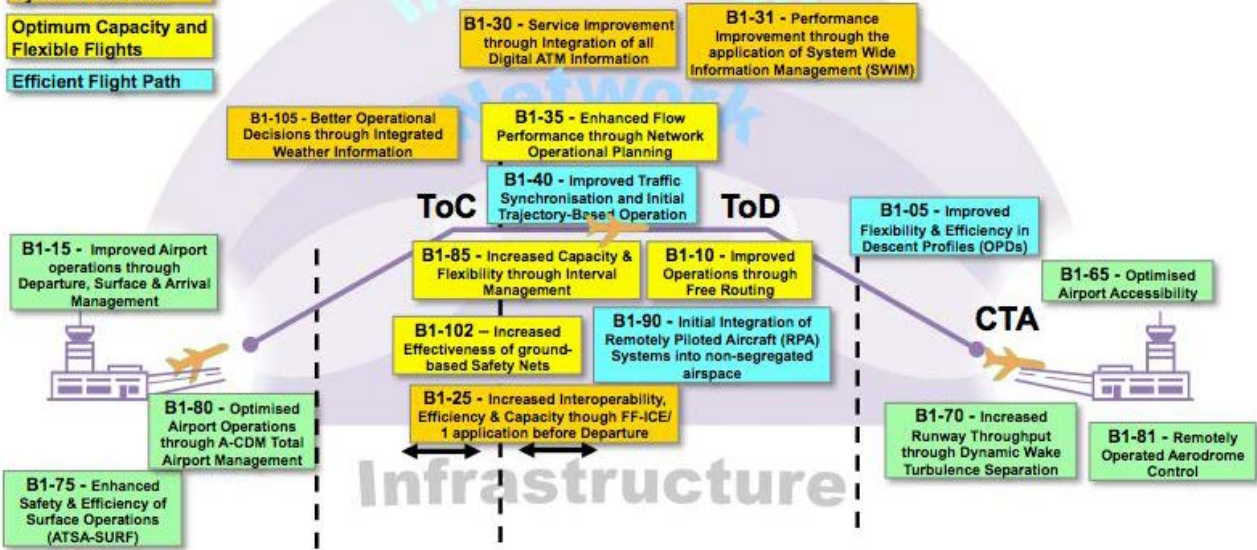 Optimum Capacity and
Flexible Flights
Efficient Flight Path
B1-30 - Service Improvement
through Integration of all
Digital ATM Information
B1-31 - Performance
Improvement through the
application of System Wide
Information Management (SWIM)
Network
B1-105 - Better Operational
Decisions through Integrated
Weather Information
B1-35 - Enhanced Flow
Performance through Network
Operational Planning
B1-40 - Improved Traffic
Synchronisation and Initial
Trajectory-Based Operation
ToC
ToD
B1-05 - Improved
Flexibility & Efficiency in
Descent Profiles (OPDs)
B1-15 - Improved Airport
operations through
Departure, Surface & Arrival
Management
B1-85 - Increased Capacity &
Flexibility through Interval
Management
B1-10 - Improved
Operations through
Free Routing
B1-65 - Optimised
Airport Accessibility
CTA
B1-102 – Increased
Effectiveness of ground-
based Safety Nets
B1-90 - Initial Integration of
Remotely Piloted Aircraft (RPA)
Systems into non-segregated
airspace
B1-25 - Increased Interoperability,
Efficiency & Capacity though FF-ICE/
1 application before Departure
B1-80 - Optimised
Airport Operations
through A-CDM Total
Airport Management
B1-70 - Increased
Runway Throughput
through Dynamic Wake
Turbulence Separation
B1-81 - Remotely
Operated Aerodrome
Control
B1-75 - Enhanced
Safety & Efficiency of
Surface Operations
(ATSA-SURF)
Infrastructure